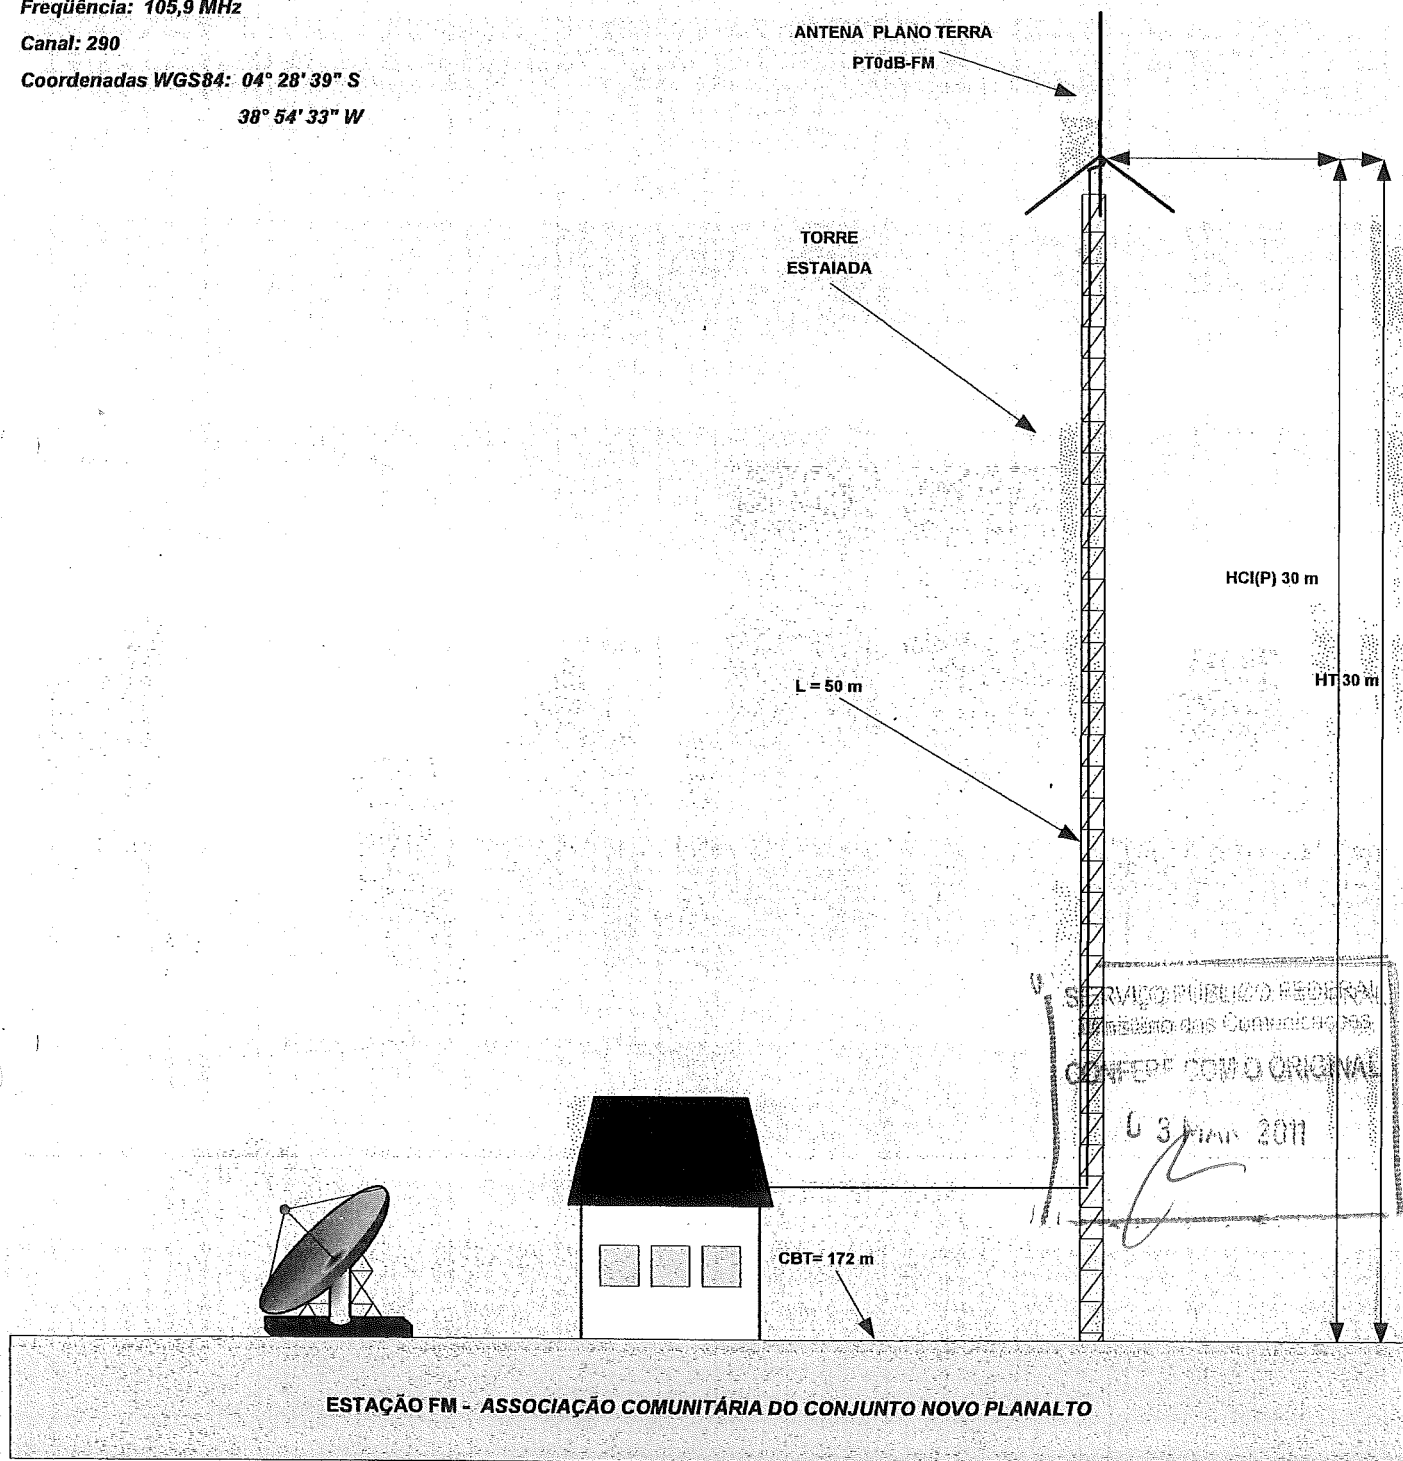 Freqüência: 105,9 MHz
Canal: 290
Coordenadas WGS84: 04° 28' 39" S
38° 54' 33" W
ANTENA PLANO TERRA
PT0dB-FM
TORRE
ESTAIADA
HCI(P) 30 m
HT 30 m
L = 50 m
SERVIÇO PÚBLICO FEDERAL
Ministério das Comunicações
CONFERE COM O ORIGINAL
03 MAR 2011
CBT= 172 m
ESTAÇÃO FM - ASSOCIAÇÃO COMUNITÁRIA DO CONJUNTO NOVO PLANALTO